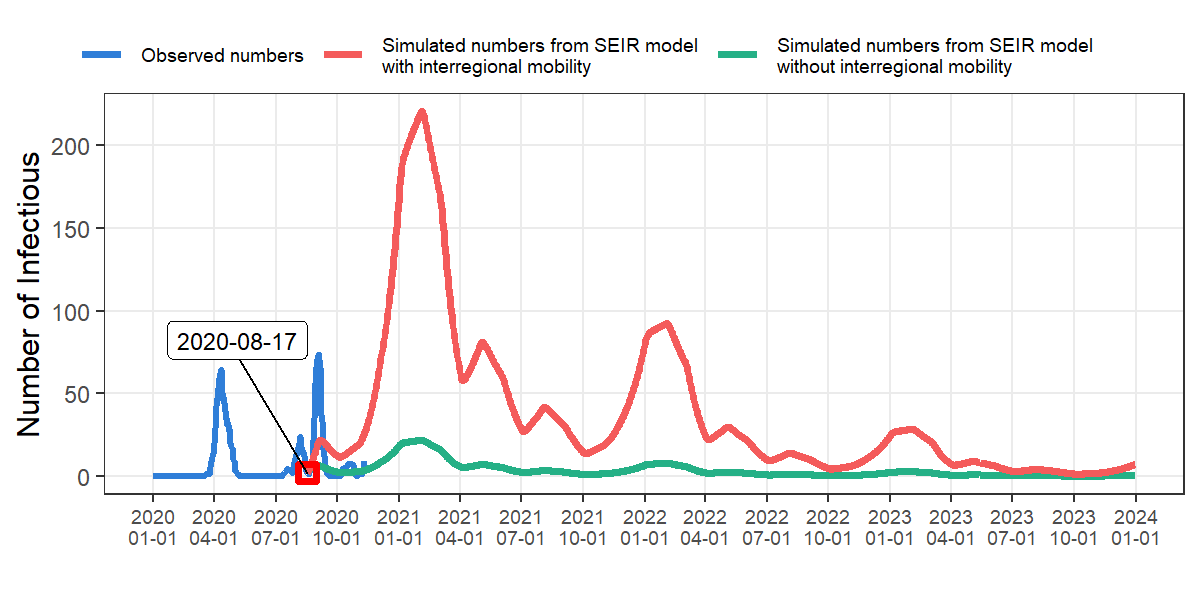 Observed numbers
Simulated numbers from SEIR model
with interregional mobility
Simulated numbers from SEIR model
without interregional mobility
Number of Infectious
200
150
100
50
0
2020-08-17
2020 2020 2020 2020 2021 2021 2021 2021 2022 2022 2022 2022 2023 2023 2023 2023 2024
01-01 04-01 07-01 10-01 01-01 04-01 07-01 10-01 01-01 04-01 07-01 10-01 01-01 04-01 07-01 10-01 01-01